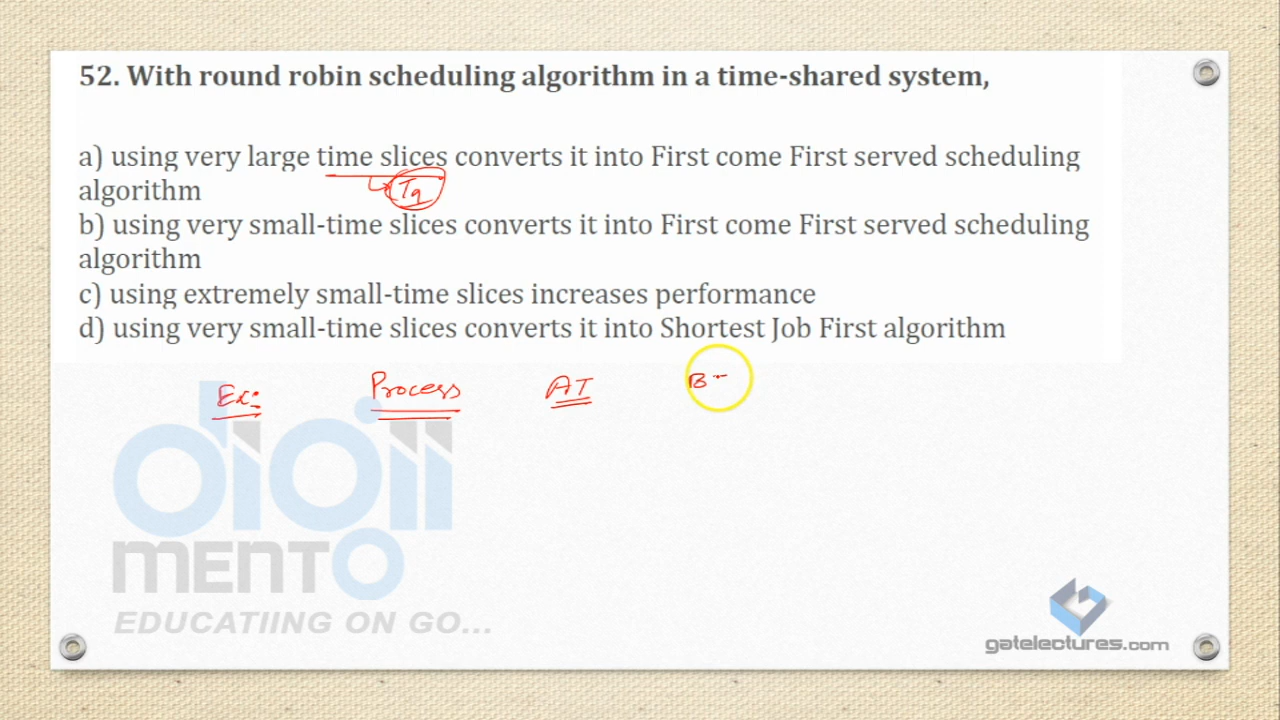 52. With round robin scheduling algorithm in a time-shared system,
a) using very large time slices converts it into First come First served scheduling
algorithm
Tq
b) using very small-time slices converts it into First come First served scheduling
algorithm
c) using extremely small-time slices increases performance
d) using very small-time slices converts it into Shortest Job First algorithm
Ex: Process AT B
digii
MENTO
EDUCATIING ON GO...
gatelectures.com